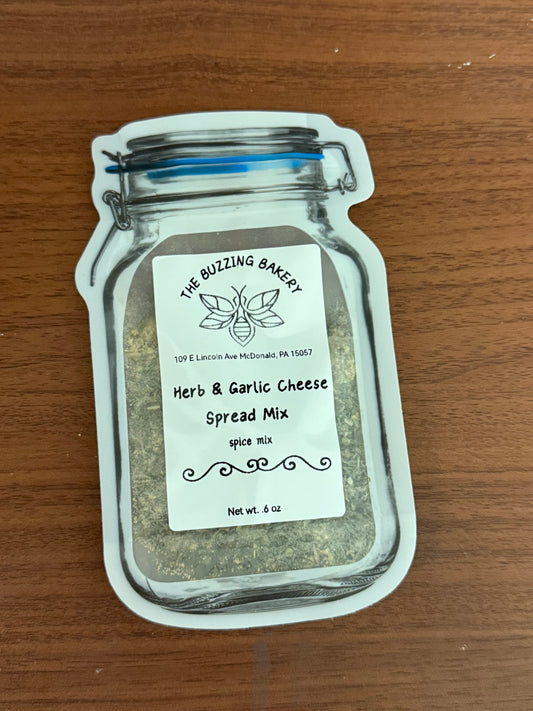 THE BUZZING BAKERY
109 E Lincoln Ave McDonald, PA 15057
Herb & Garlic Cheese
Spread Mix
spice mix
Net wt. .6 oz